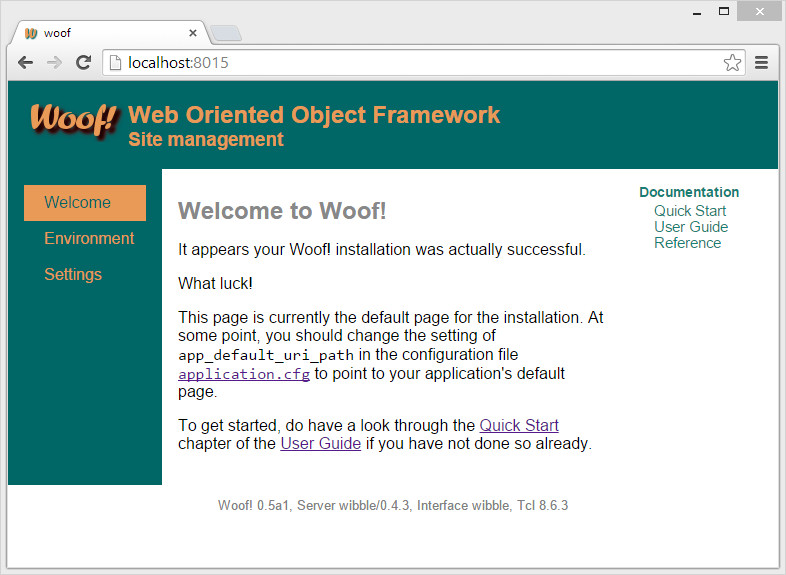 woof
localhost:8015
Woof! Web Oriented Object Framework
Site management
Welcome
Environment
Settings
Welcome to Woof!
It appears your Woof! installation was actually successful.
What luck!
This page is currently the default page for the installation. At
some point, you should change the setting of
app_default_uri_path in the configuration file
application.cfg to point to your application's default
page.
To get started, do have a look through the Quick Start
chapter of the User Guide if you have not done so already.
Documentation
Quick Start
User Guide
Reference
Woof! 0.5a1, Server wibble/0.4.3, Interface wibble, Tcl 8.6.3